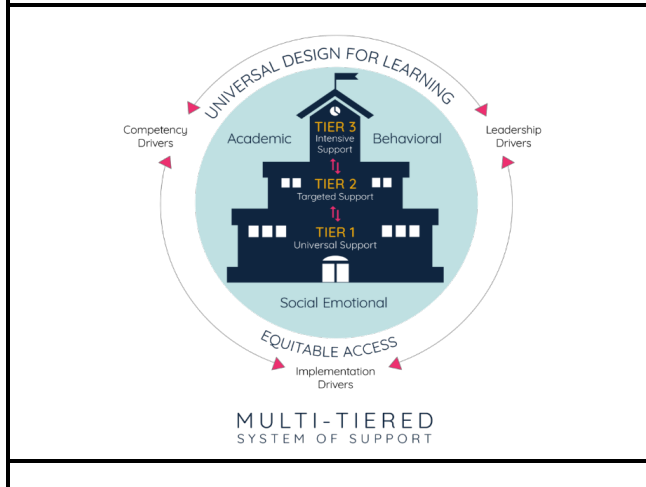 UNIVERSAL DESIGN FOR LEARNING
Competency
Drivers
Leadership
Drivers
Academic
Behavioral
TIER 3
Intensive
Support
TIER 2
Targeted Support
TIER 1
Universal Support
Social Emotional
EQUITABLE ACCESS
Implementation
Drivers
MULTI-TIERED
SYSTEM OF SUPPORT